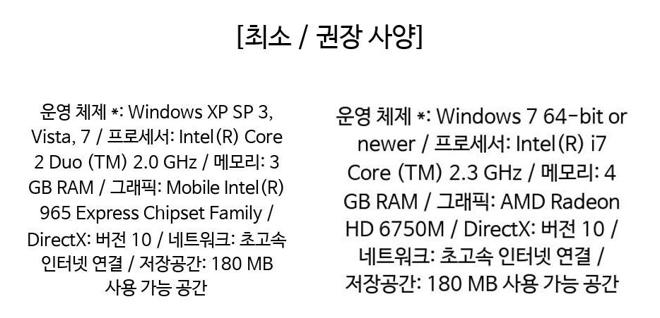 [최소 / 권장 사양]
운영 체제 *: Windows XP SP 3,
Vista, 7 / 프로세서: Intel(R) Core
2 Duo (TM) 2.0 GHz / 메모리: 3
GB RAM / 그래픽: Mobile Intel(R)
965 Express Chipset Family /
DirectX: 버전 10 / 네트워크: 초고속
인터넷 연결 / 저장공간: 180 MB
사용 가능 공간
운영 체제 *: Windows 7 64-bit or
newer / 프로세서: Intel(R) i7
Core (TM) 2.3 GHz / 메모리: 4
GB RAM / 그래픽: AMD Radeon
HD 6750M / DirectX: 버전 10 /
네트워크: 초고속 인터넷 연결 /
저장공간: 180 MB 사용 가능 공간